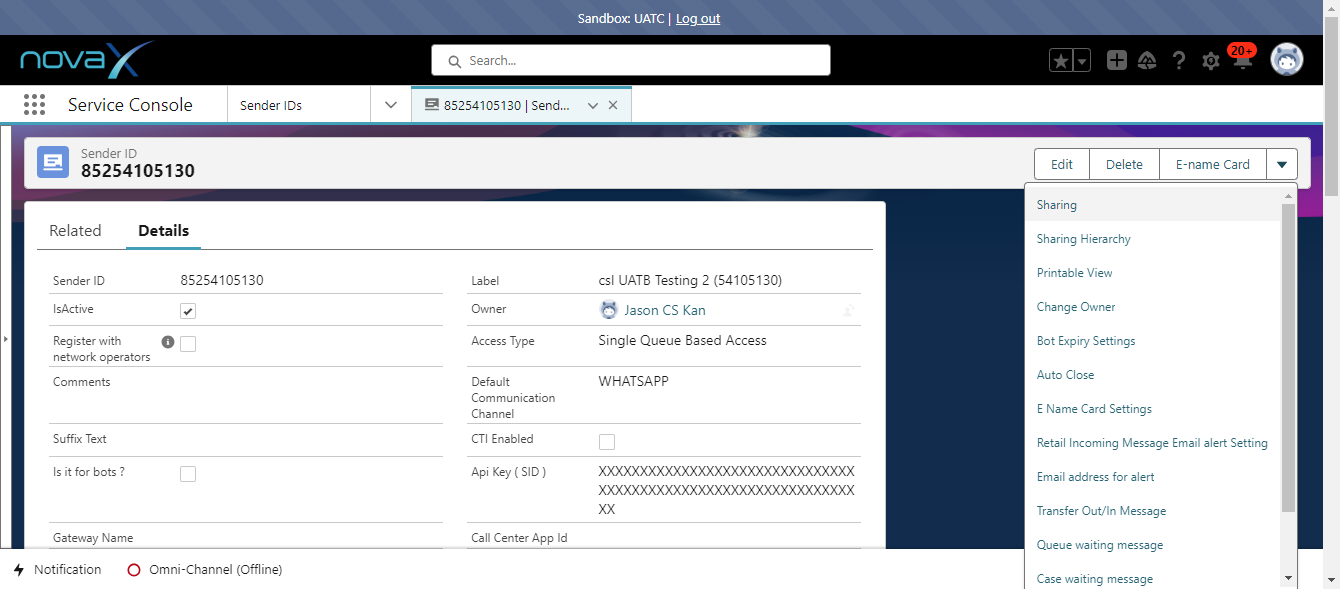 Sandbox: UATC | Log out
novaX
Search...
20+
Service Console
Sender IDs
85254105130 | Send...
Sender ID
85254105130
Edit
Delete
E-name Card
Related
Details
Sender ID
85254105130
Label
csl UATB Testing 2 (54105130)
IsActive
Owner
Jason CS Kan
Register with
network operators
Access Type
Single Queue Based Access
Comments
Default
Communication
Channel
WHATSAPP
Suffix Text
CTI Enabled
Is it for bots ?
Api Key ( SID )
XXXXXXXXXXXXXXXXXXXXXXXXXXXXXXXX
XXXXXXXXXXXXXXXXXXXXXXXXXXXXXXXX
XX
Gateway Name
Call Center App Id
Sharing
Sharing Hierarchy
Printable View
Change Owner
Bot Expiry Settings
Auto Close
E Name Card Settings
Retail Incoming Message Email alert Setting
Email address for alert
Transfer Out/In Message
Queue waiting message
Case waiting message
Notification
Omni-Channel (Offline)